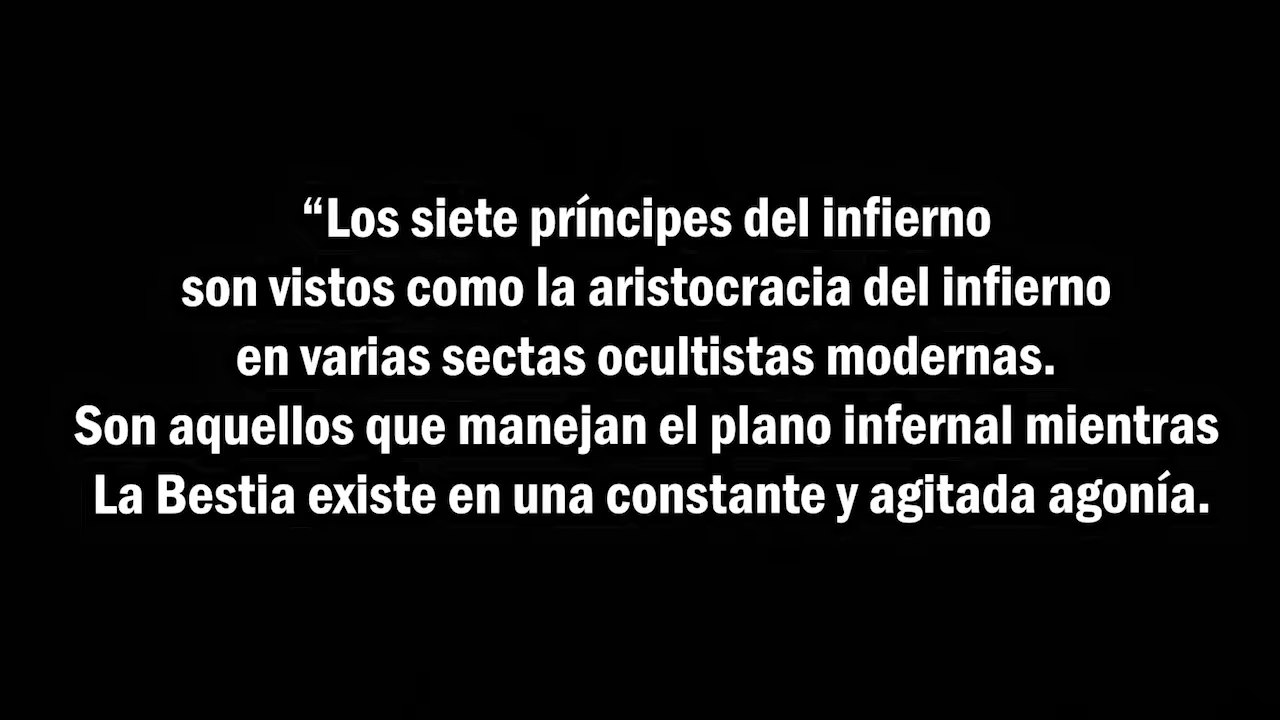 “Los siete príncipes del infierno
son vistos como la aristocracia del infierno
en varias sectas ocultistas modernas.
Son aquellos que manejan el plano infernal mientras
La Bestia existe en una constante y agitada agonía.